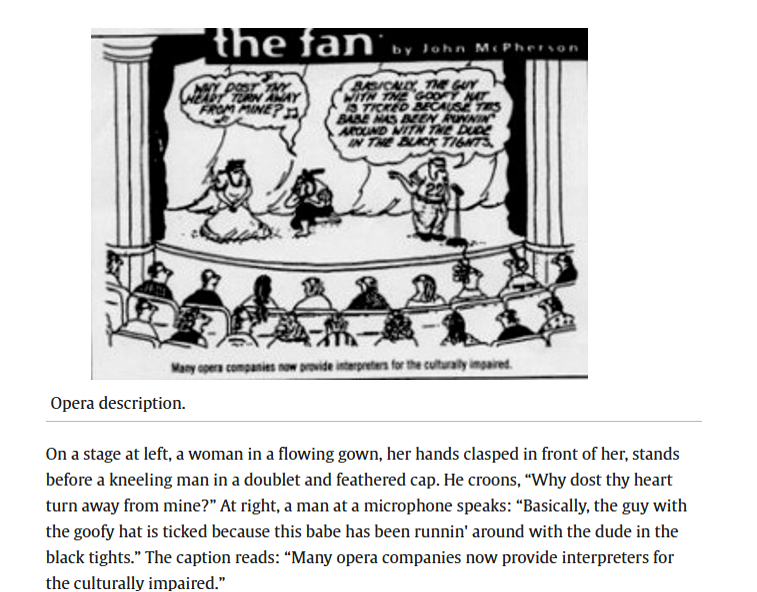 the fan
by John McPherson
WHY DOST THY
HEART TURN AWAY
FROM MINE?
BASICALLY, THE GUY
WITH THE GOOFY HAT
IS TICKED BECAUSE THIS
BABE HAS BEEN RUNNIN'
AROUND WITH THE DUDE
IN THE BLACK TIGHTS.
22
Many opera companies now provide interpreters for the culturally impaired.
Opera description.
On a stage at left, a woman in a flowing gown, her hands clasped in front of her, stands
before a kneeling man in a doublet and feathered cap. He croons, “Why dost thy heart
turn away from mine?” At right, a man at a microphone speaks: “Basically, the guy with
the goofy hat is ticked because this babe has been runnin' around with the dude in the
black tights.” The caption reads: “Many opera companies now provide interpreters for
the culturally impaired.”